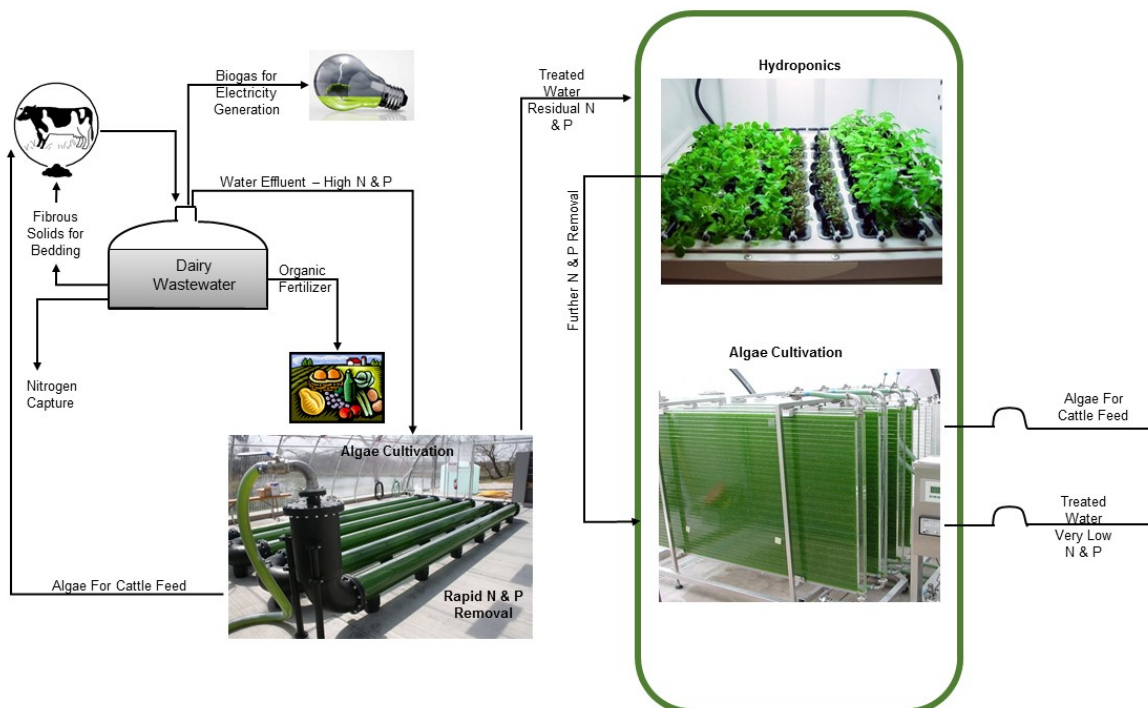 Biogas for
Electricity
Generation
Treated
Water
Residual N
& P
Hydroponics
Water Effluent – High N & P
Fibrous
Solids for
Bedding
Dairy
Wastewater
Organic
Fertilizer
Further N & P Removal
Nitrogen
Capture
Algae Cultivation
Algae For
Cattle Feed
Algae Cultivation
Treated
Water
Very Low
N & P
Algae For Cattle Feed
Rapid N & P
Removal